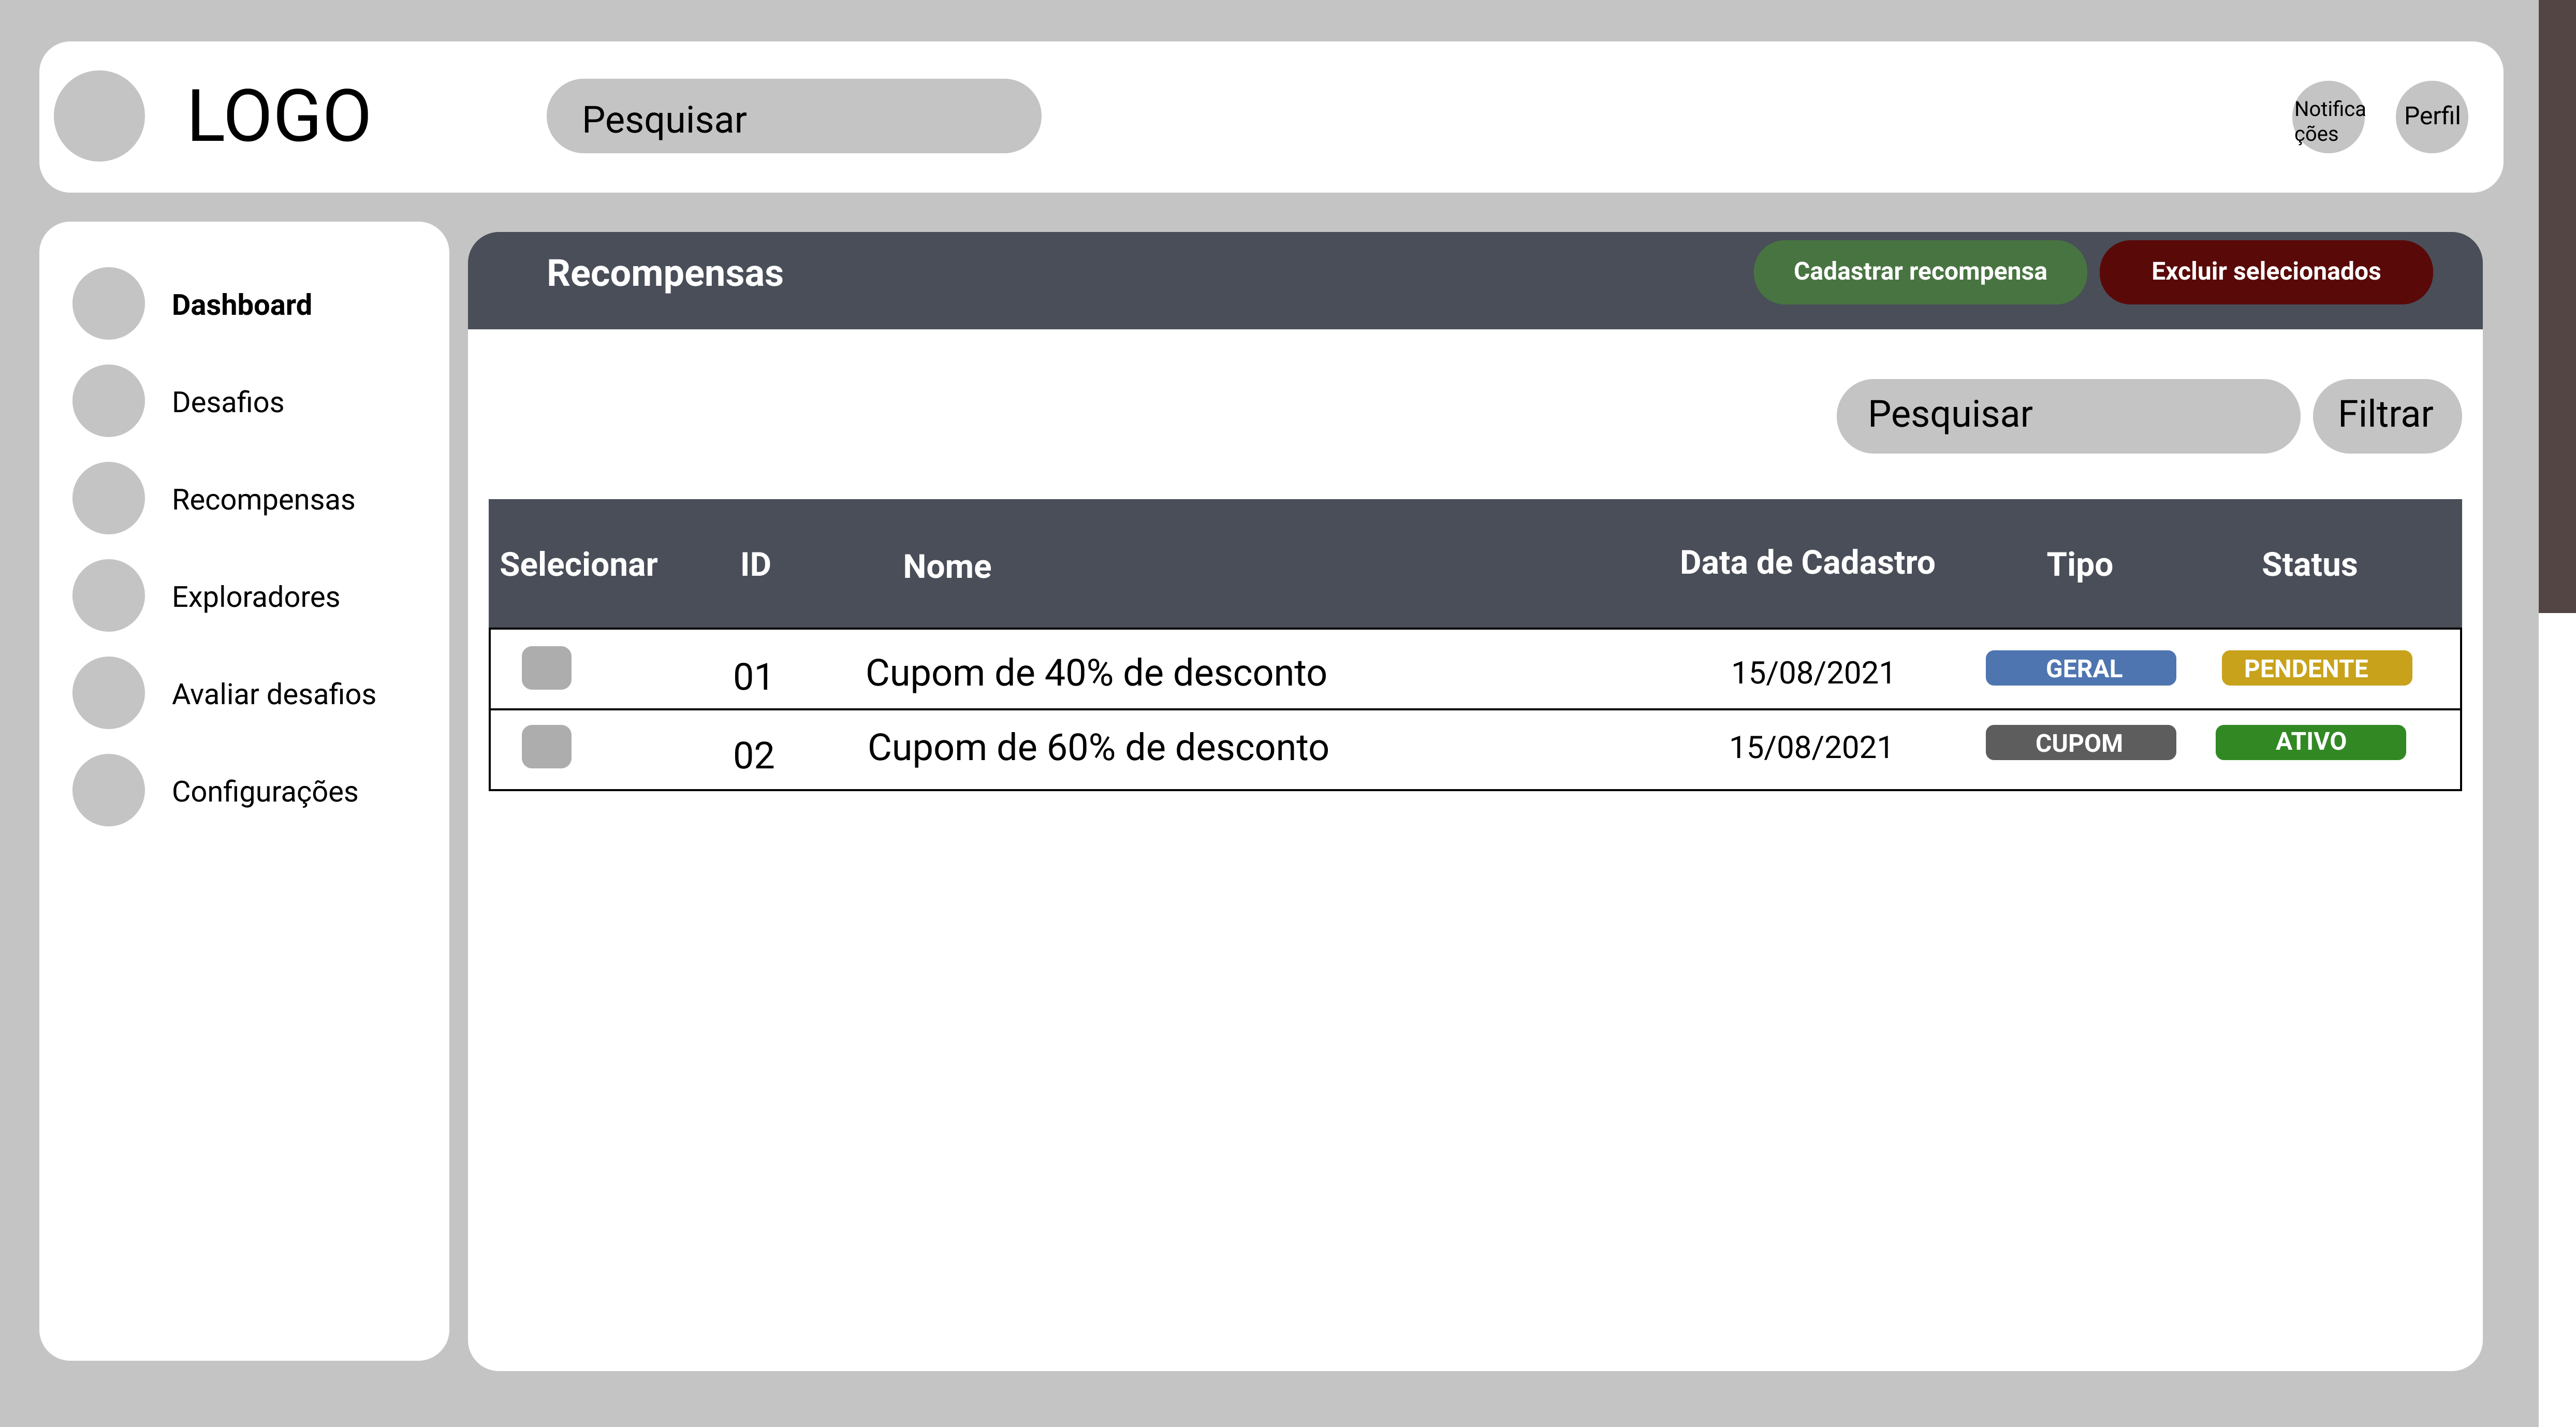 LOGO
Pesquisar
Notifica
ções
Perfil
Dashboard
Desafios
Recompensas
Exploradores
Avaliar desafios
Configurações
Recompensas
Cadastrar recompensa
Excluir selecionados
Pesquisar
Filtrar
Selecionar ID Nome Data de Cadastro Tipo Status
01 Cupom de 40% de desconto 15/08/2021 GERAL PENDENTE
02 Cupom de 60% de desconto 15/08/2021 CUPOM ATIVO